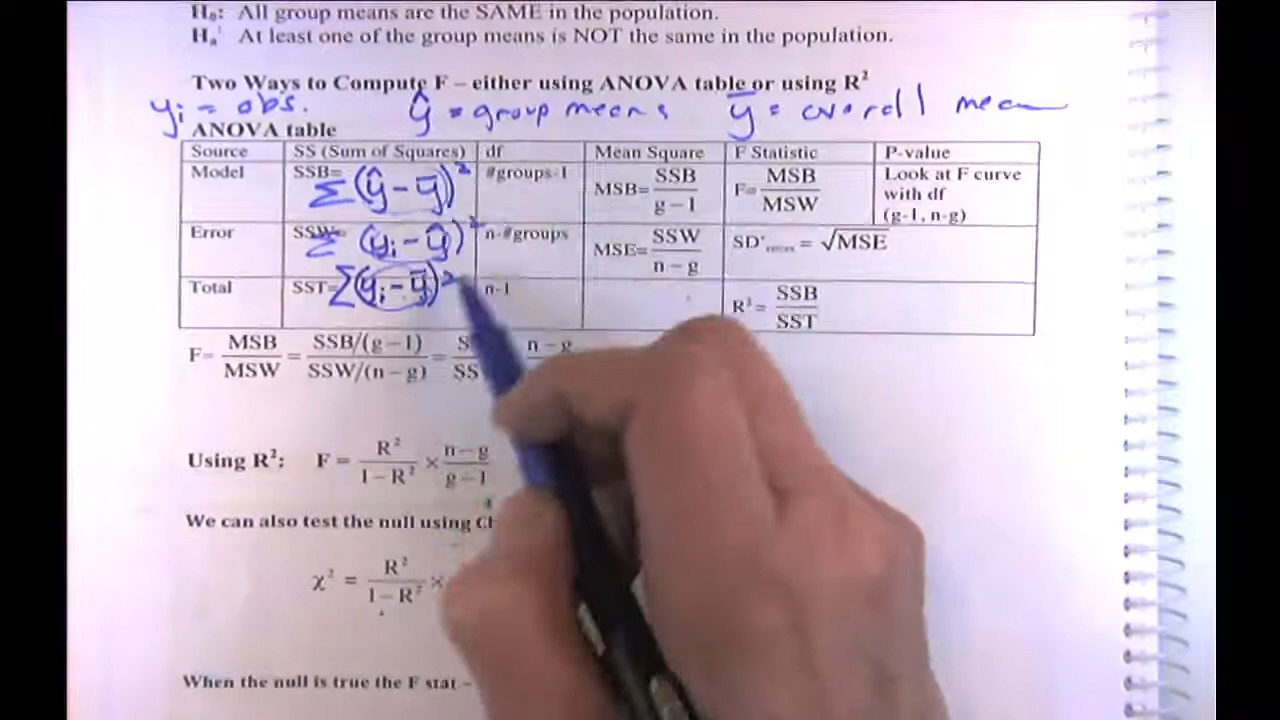 H₀: All group means are the SAME in the population.
Hₐ: At least one of the group means is NOT the same in the population.
Two Ways to Compute F – either using ANOVA table or using R²
yᵢ = obs. ŷ = group means ȳ = overall mean
ANOVA table
Source SS (Sum of Squares) df Mean Square F Statistic P-value
Model SSB= Σ(ŷ – ȳ)² #groups-1 MSB= SSB / g – 1 F= MSB / MSW Look at F curve
with df
(g-1, n-g)
Error SSW= Σ(yᵢ – ŷ)² n-#groups MSE= SSW / n – g = √MSE
Total SST= Σ(yᵢ – ȳ)² n-1 R² = SSB / SST
F= MSB / MSW = SSB/(g – 1) / SSW/(n – g) = n – g
Using R²: F = R² / 1 – R² × n – g / g – 1
We can also test the null using
χ² = R² / 1 – R² ×
When the null is true the F stat –